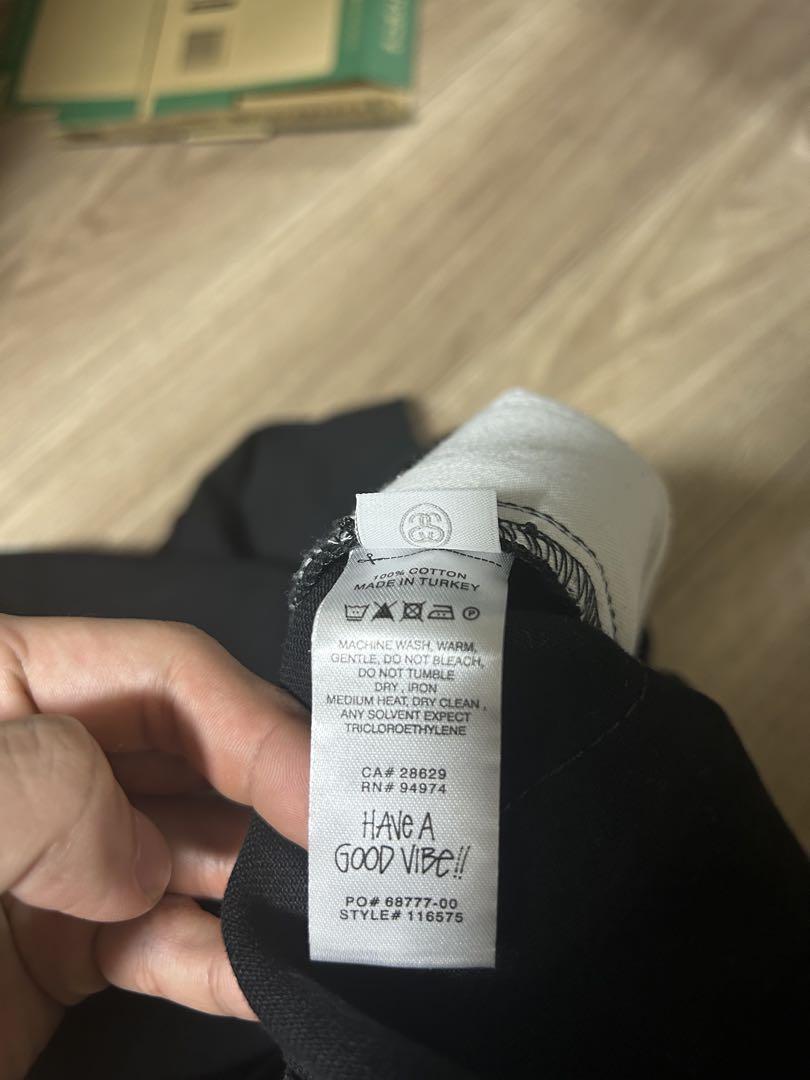 100% COTTON
MADE IN TURKEY
MACHINE WASH, WARM,
GENTLE, DO NOT BLEACH,
DO NOT TUMBLE
DRY , IRON
MEDIUM HEAT, DRY CLEAN ,
ANY SOLVENT EXPECT
TRICLOROETHYLENE
CA# 28629
RN# 94974
HAVE A
GOOD VIBE!!
PO# 68777-00
STYLE# 116575